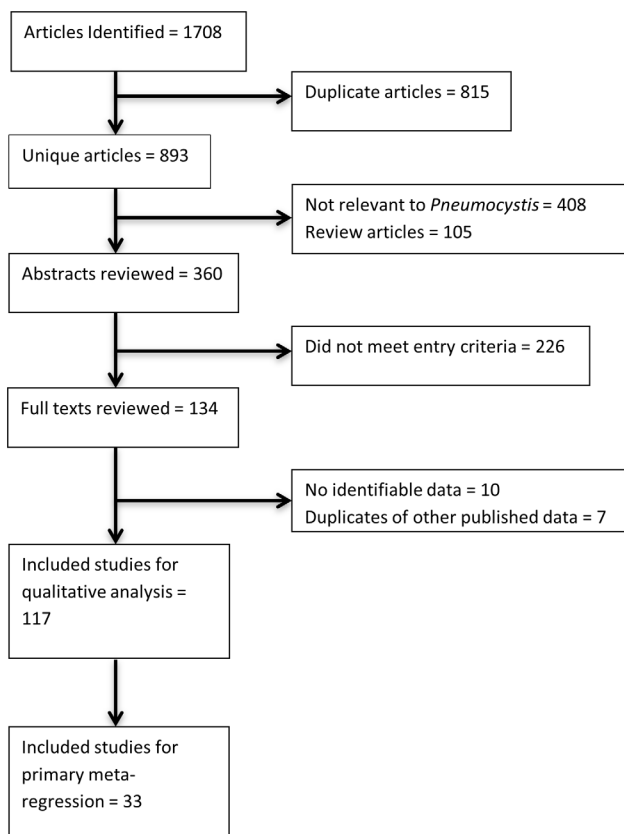 Articles Identified = 1708
Duplicate articles = 815
Unique articles = 893
Not relevant to Pneumocystis = 408
Review articles = 105
Abstracts reviewed = 360
Did not meet entry criteria = 226
Full texts reviewed = 134
No identifiable data = 10
Duplicates of other published data = 7
Included studies for
qualitative analysis =
117
Included studies for
primary meta-
regression = 33